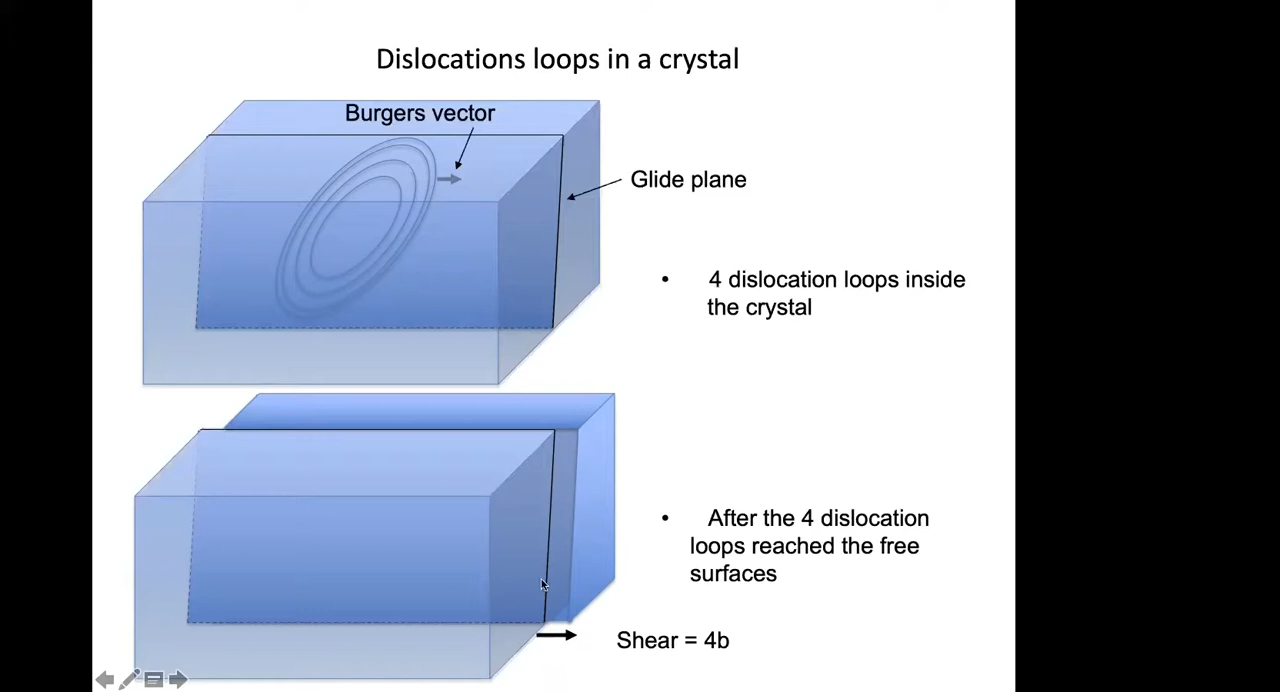 Dislocations loops in a crystal
Burgers vector
Glide plane
• 4 dislocation loops inside
the crystal
• After the 4 dislocation
loops reached the free
surfaces
Shear = 4b